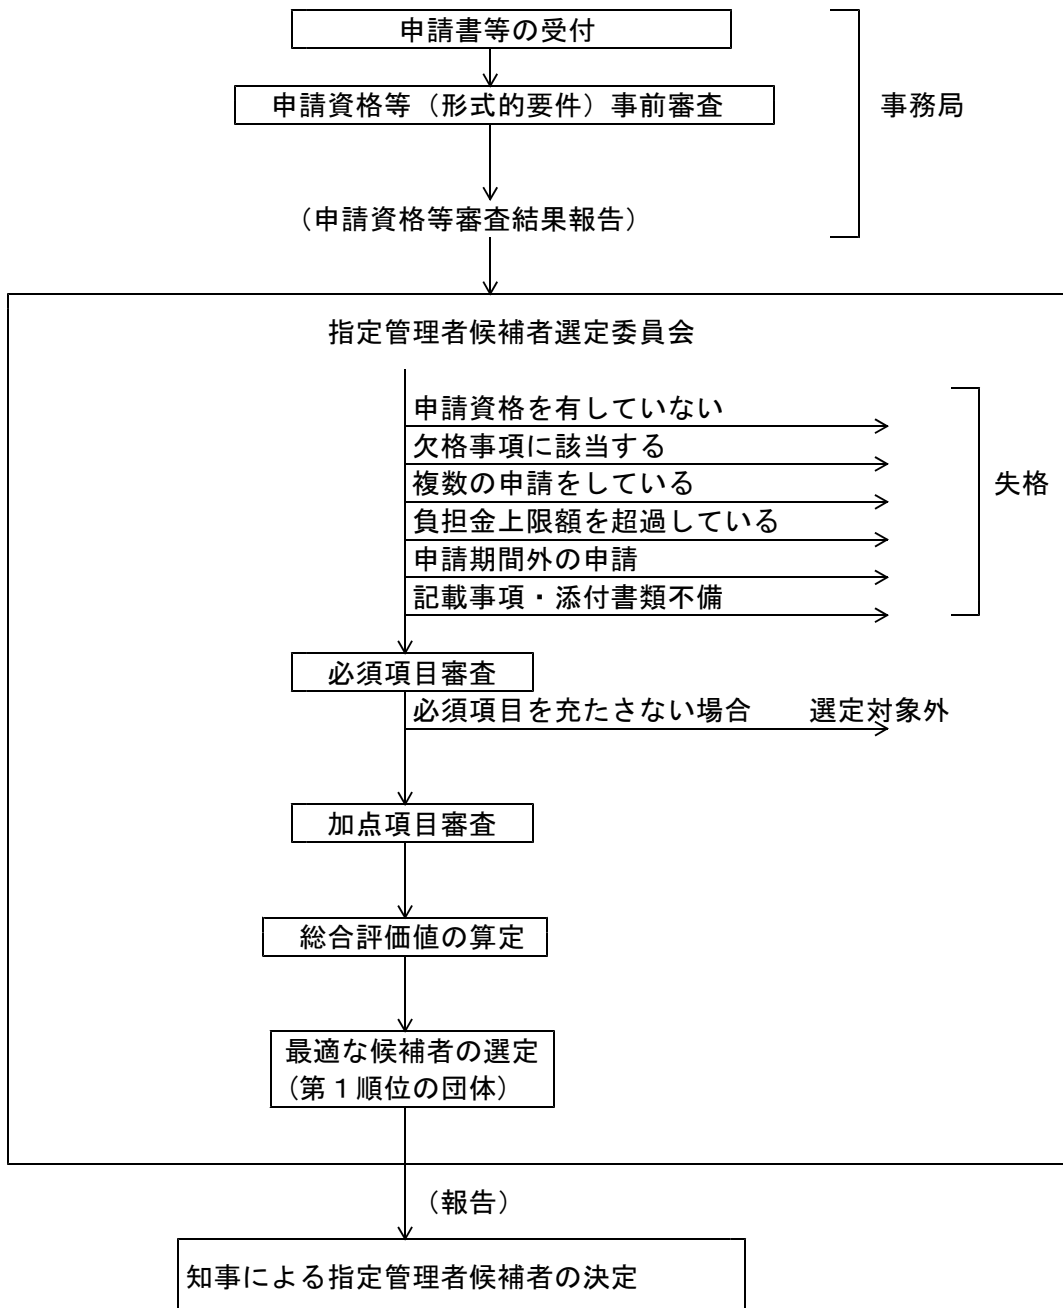 申請書等の受付
申請資格等（形式的要件）事前審査
事務局
（申請資格等審査結果報告）
指定管理者候補者選定委員会
申請資格を有していない
欠格事項に該当する
複数の申請をしている
失格
負担金上限額を超過している
申請期間外の申請
記載事項・添付書類不備
必須項目審査
必須項目を充たさない場合　　選定対象外
加点項目審査
総合評価値の算定
最適な候補者の選定
（第１順位の団体）
（報告）
知事による指定管理者候補者の決定